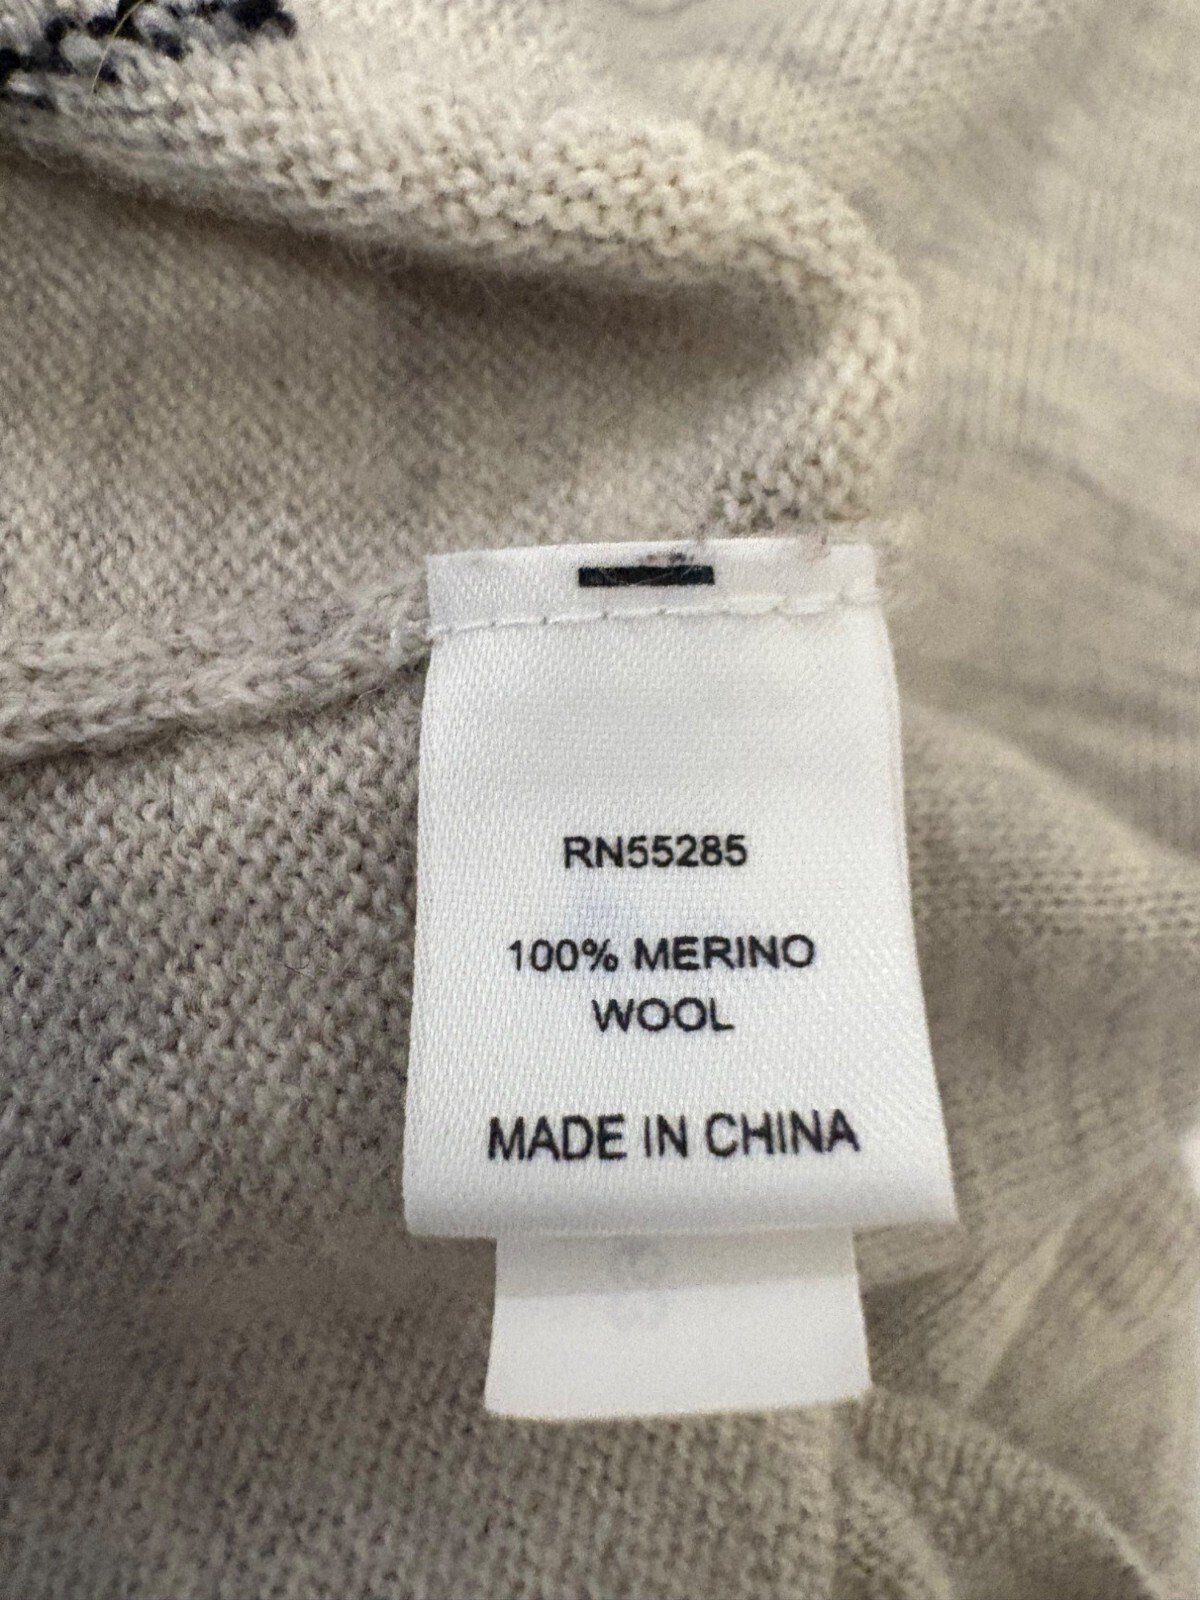 RN55285
100% MERINO
WOOL
MADE IN CHINA